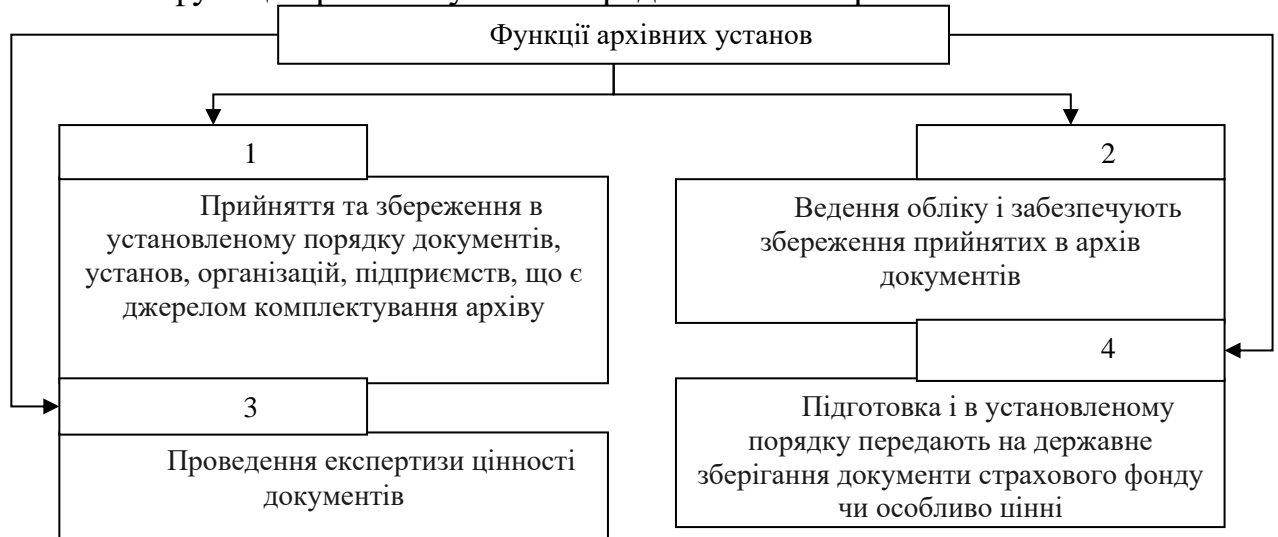 Функції архівних установ
1
Прийняття та збереження в
установленому порядку документів,
установ, організацій, підприємств, що є
джерелом комплектування архіву
2
Ведення обліку і забезпечують
збереження прийнятих в архів
документів
3
Проведення експертизи цінності
документів
4
Підготовка і в установленому
порядку передають на державне
зберігання документи страхового фонду
чи особливо цінні